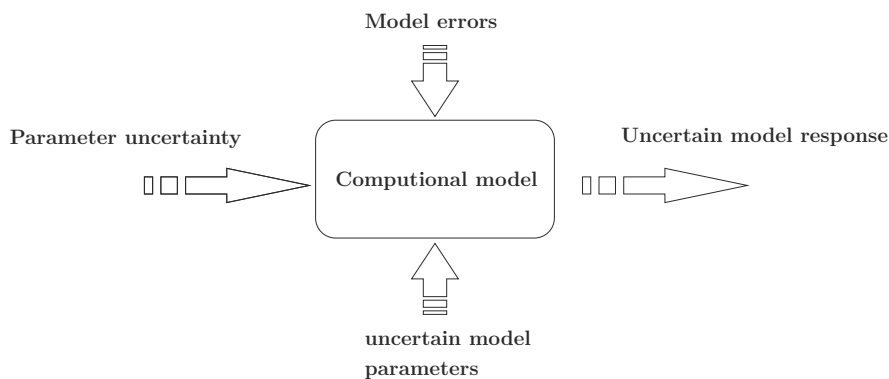 Model errors
Parameter uncertainty
Uncertain model response
Computional model
uncertain model
parameters